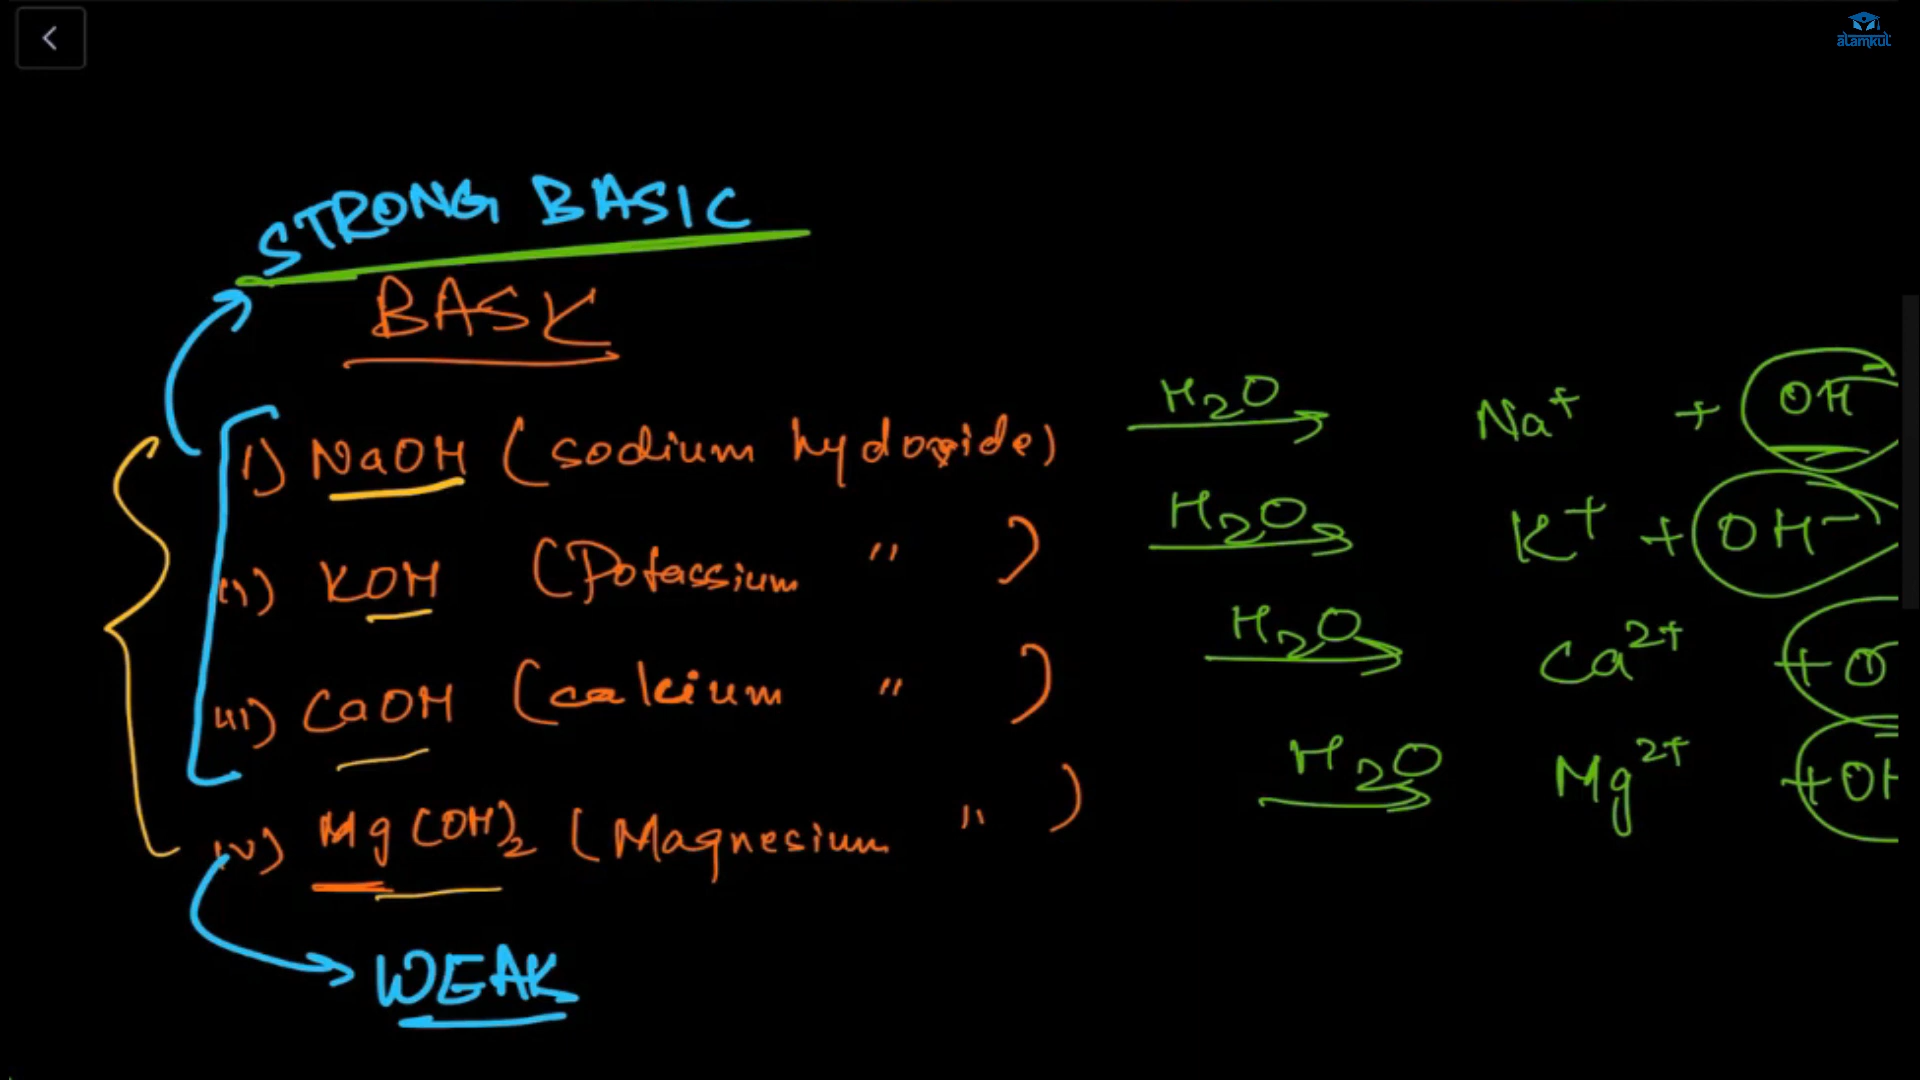 alamkul
STRONG BASIC
BASE
i) NaOH (sodium hydoxide) H2O Na+ + OH-
ii) KOH (Potassium " ) H2O K+ + OH-
iii) CaOH (calcium " ) H2O Ca2+ + O
iv) Mg(OH)2 (Magnesium " ) H2O Mg2+ + OH
WEAK